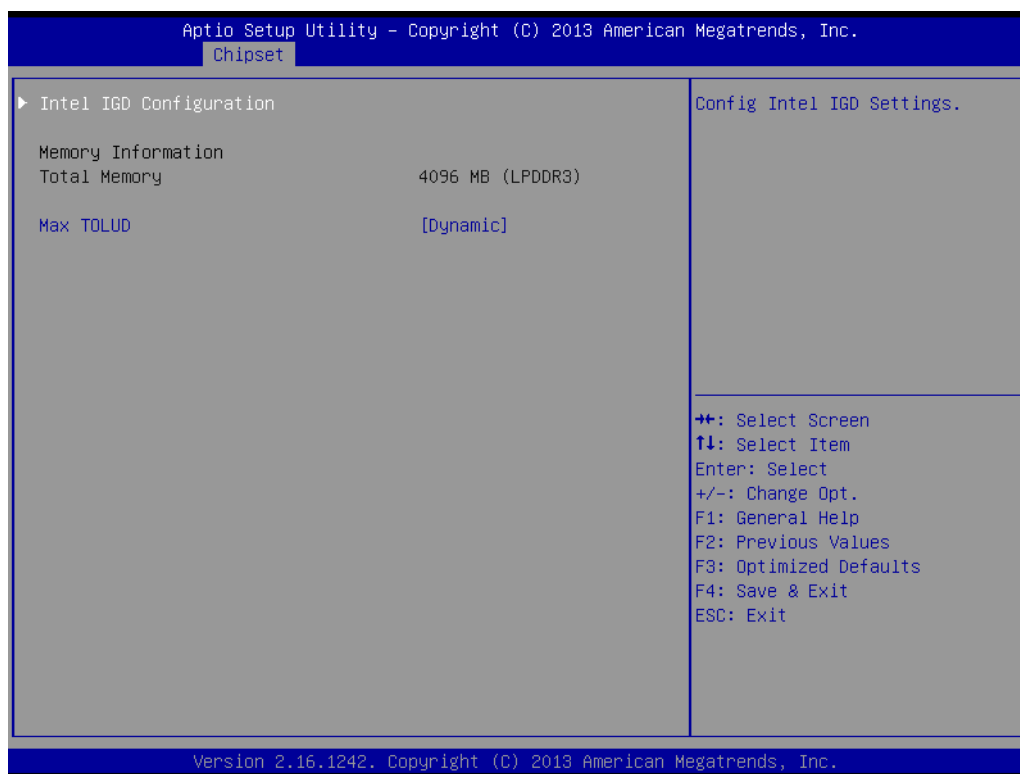 Aptio Setup Utility – Copyright (C) 2013 American Megatrends, Inc.
Chipset
Intel IGD Configuration
Memory Information
Total Memory 4096 MB (LPDDR3)
Max TOLUD [Dynamic]
Config Intel IGD Settings.
→←: Select Screen
↑↓: Select Item
Enter: Select
+/-: Change Opt.
F1: General Help
F2: Previous Values
F3: Optimized Defaults
F4: Save & Exit
ESC: Exit
Version 2.16.1242. Copyright (C) 2013 American Megatrends, Inc.